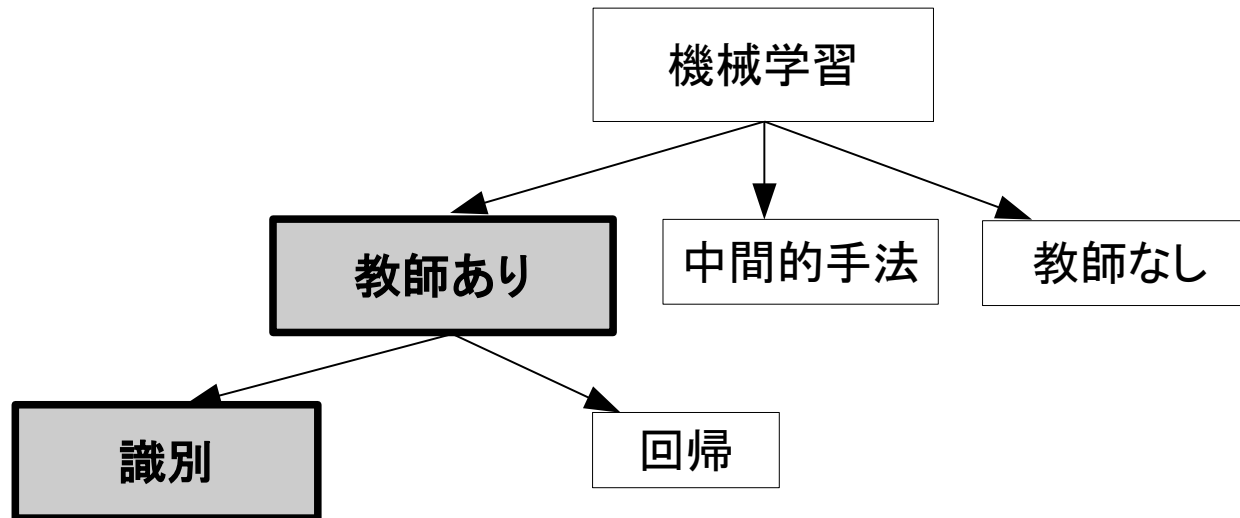 機械学習
教師あり
中間的手法
教師なし
識別
回帰